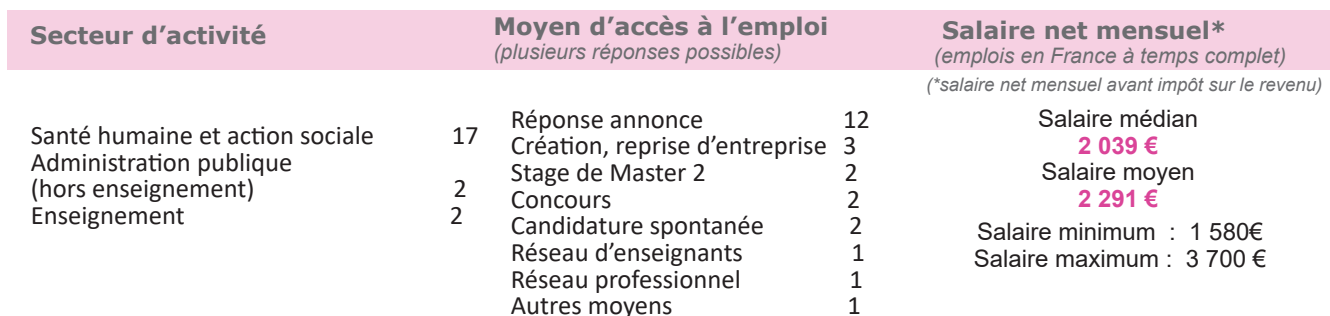 Secteur d’activité
Moyen d’accès à l’emploi
(plusieurs réponses possibles)
Salaire net mensuel*
(emplois en France à temps complet)
(*salaire net mensuel avant impôt sur le revenu)
Santé humaine et action sociale 17
Administration publique
(hors enseignement) 2
Enseignement 2
Réponse annonce 12
Création, reprise d’entreprise 3
Stage de Master 2 2
Concours 2
Candidature spontanée 2
Réseau d’enseignants 1
Réseau professionnel 1
Autres moyens 1
Salaire médian
2 039 €
Salaire moyen
2 291 €
Salaire minimum : 1 580€
Salaire maximum : 3 700 €